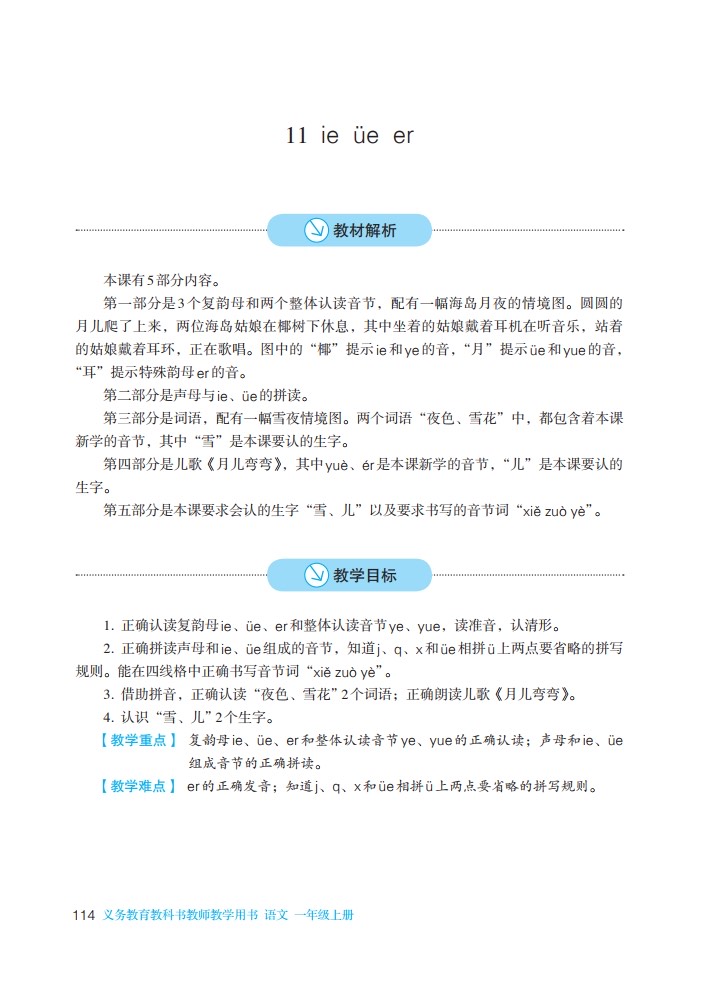 11 ie üe er
教材解析
本课有5部分内容。
第一部分是3个复韵母和两个整体认读音节，配有一幅海岛月夜的情境图。圆圆的
月儿爬了上来，两位海岛姑娘在椰树下休息，其中坐着的姑娘戴着耳机在听音乐，站着
的姑娘戴着耳环，正在歌唱。图中的“椰”提示ie和ye的音，“月”提示üe和yue的音，
“耳”提示特殊韵母er的音。
第二部分是声母与ie、üe的拼读。
第三部分是词语，配有一幅雪夜情境图。两个词语“夜色、雪花”中，都包含着本课
新学的音节，其中“雪”是本课要认的生字。
第四部分是儿歌《月儿弯弯》，其中yuè、ér是本课新学的音节，“儿”是本课要认的
生字。
第五部分是本课要求会认的生字“雪、儿”以及要求书写的音节词“xiě zuò yè”。
教学目标
1. 正确认读复韵母ie、üe、er和整体认读音节ye、yue，读准音，认清形。
2. 正确拼读声母和ie、üe组成的音节，知道j、q、x和üe相拼ü上两点要省略的拼写
规则。能在四线格中正确书写音节词“xiě zuò yè”。
3. 借助拼音，正确认读“夜色、雪花”2个词语；正确朗读儿歌《月儿弯弯》。
4. 认识“雪、儿”2个生字。
【教学重点】 复韵母ie、üe、er和整体认读音节ye、yue的正确认读；声母和ie、üe
组成音节的正确拼读。
【教学难点】 er的正确发音；知道j、q、x和üe相拼ü上两点要省略的拼写规则。
114 义务教育教科书教师教学用书 语文 一年级上册